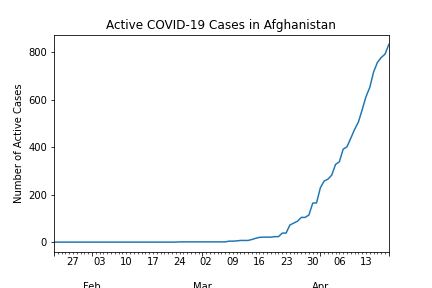 Active COVID-19 Cases in Afghanistan
Number of Active Cases
800
600
400
200
0
27 03 10 17 24 02 09 16 23 30 06 13
Feb Mar Apr